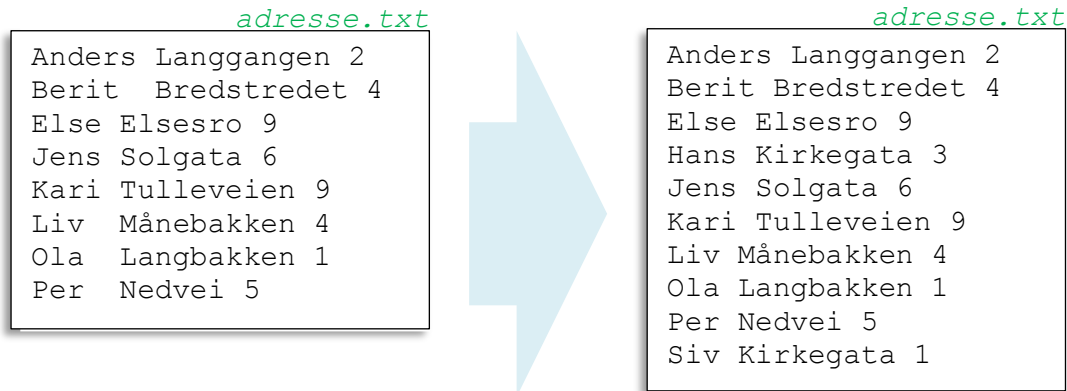 adresse.txt
Anders Langgangen 2
Berit  Bredstredet 4
Else Elsesro 9
Jens Solgata 6
Kari Tulleveien 9
Liv  Månebakken 4
Ola  Langbakken 1
Per  Nedvei 5
adresse.txt
Anders Langgangen 2
Berit Bredstredet 4
Else Elsesro 9
Hans Kirkegata 3
Jens Solgata 6
Kari Tulleveien 9
Liv Månebakken 4
Ola Langbakken 1
Per Nedvei 5
Siv Kirkegata 1